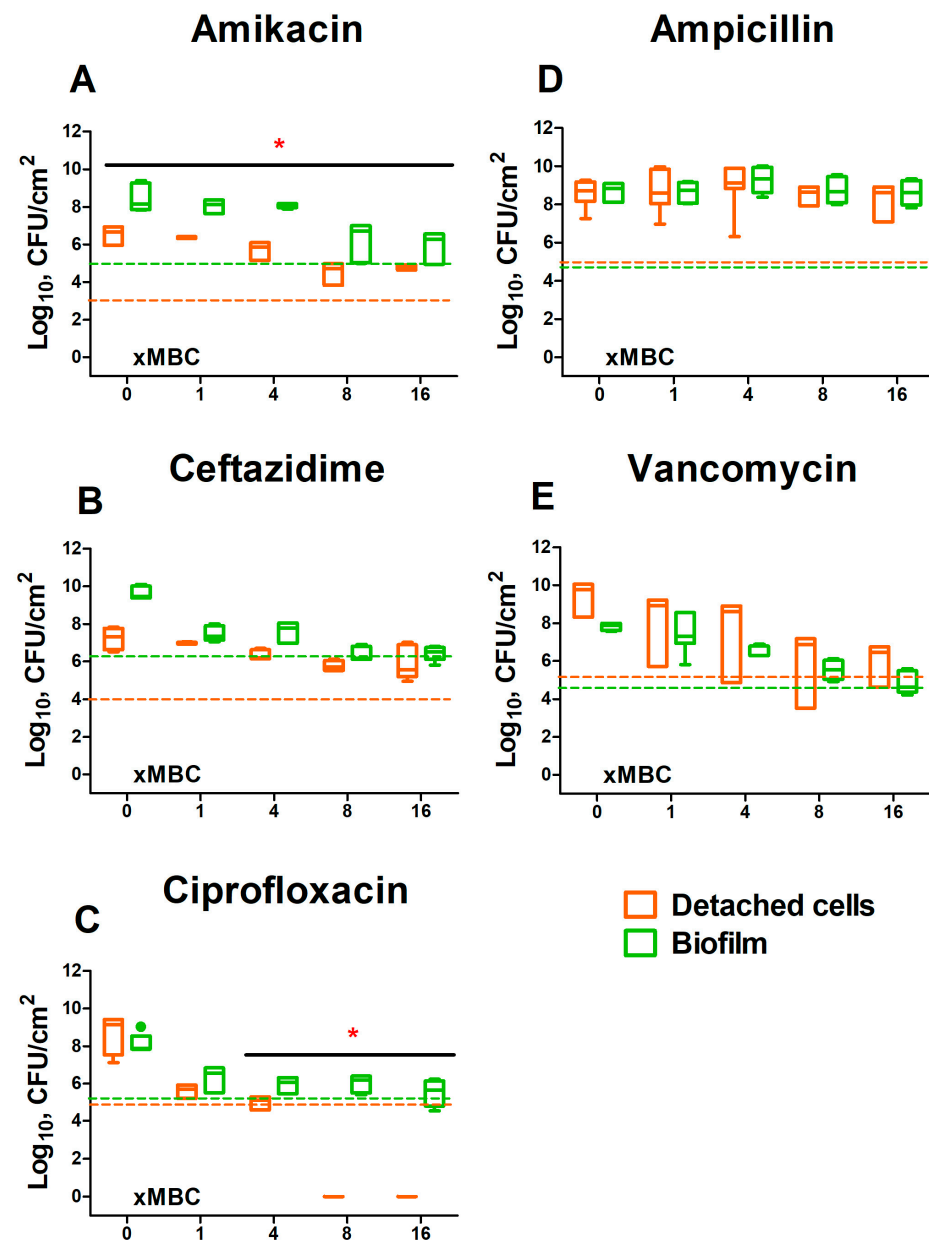 Amikacin
A
*
Log10, CFU/cm2
12
10
8
6
4
2
0
xMBC
0 1 4 8 16
Ampicillin
D
Log10, CFU/cm2
12
10
8
6
4
2
0
xMBC
0 1 4 8 16
Ceftazidime
B
Log10, CFU/cm2
12
10
8
6
4
2
0
xMBC
0 1 4 8 16
Vancomycin
E
Log10, CFU/cm2
12
10
8
6
4
2
0
xMBC
0 1 4 8 16
Ciprofloxacin
C
*
Log10, CFU/cm2
12
10
8
6
4
2
0
xMBC
0 1 4 8 16
Detached cells
Biofilm